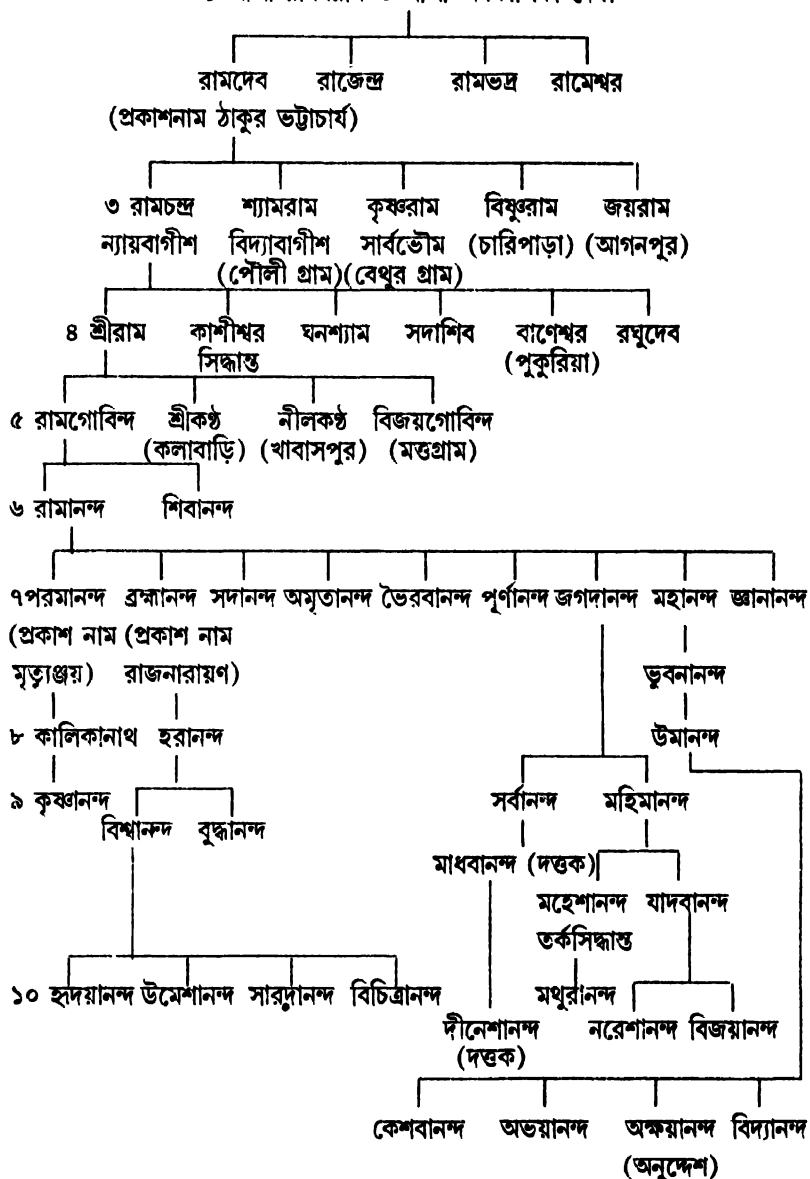 রামদেব রাজেন্দ্র রামভদ্র রামেশ্বর
(প্রকাশনাম ঠাকুর ভট্টাচার্য)
৩ রামচন্দ্র শ্যামরাম কৃষ্ণরাম বিষ্ণুরাম জয়রাম
ন্যায়বাগীশ বিদ্যাবাগীশ সার্বভৌম (চারিপাড়া) (আগনপুর)
(পৌলী গ্রাম) (বেথুর গ্রাম)
৪ শ্রীরাম কাশীশ্বর ঘনশ্যাম সদাশিব বাণেশ্বর রঘুদেব
সিদ্ধান্ত (পুকুরিয়া)
৫ রামগোবিন্দ শ্রীকণ্ঠ নীলকণ্ঠ বিজয়গোবিন্দ
(কলাবাড়ি) (খাবাসপুর) (মত্তগ্রাম)
৬ রামানন্দ শিবানন্দ
৭পরমানন্দ ব্রহ্মানন্দ সদানন্দ অমৃতানন্দ ভৈরবানন্দ পূর্ণানন্দ জগদানন্দ মহানন্দ জ্ঞানানন্দ
(প্রকাশ নাম (প্রকাশ নাম
মৃত্যুঞ্জয়) রাজনারায়ণ) ভুবনানন্দ
৮ কালিকানাথ হরানন্দ উমানন্দ
৯ কৃষ্ণানন্দ সর্বানন্দ মহিমানন্দ
বিশ্বানন্দ বুদ্ধানন্দ
মাধবানন্দ (দত্তক)
মহেশানন্দ যাদবানন্দ
তর্কসিদ্ধান্ত
১০ হৃদয়ানন্দ উমেশানন্দ সারদানন্দ বিচিত্রানন্দ মথুরানন্দ
দীনেশানন্দ নরেশানন্দ বিজয়ানন্দ
(দত্তক)
কেশবানন্দ অভয়ানন্দ অক্ষয়ানন্দ বিদ্যানন্দ
(অনুদ্দেশ)